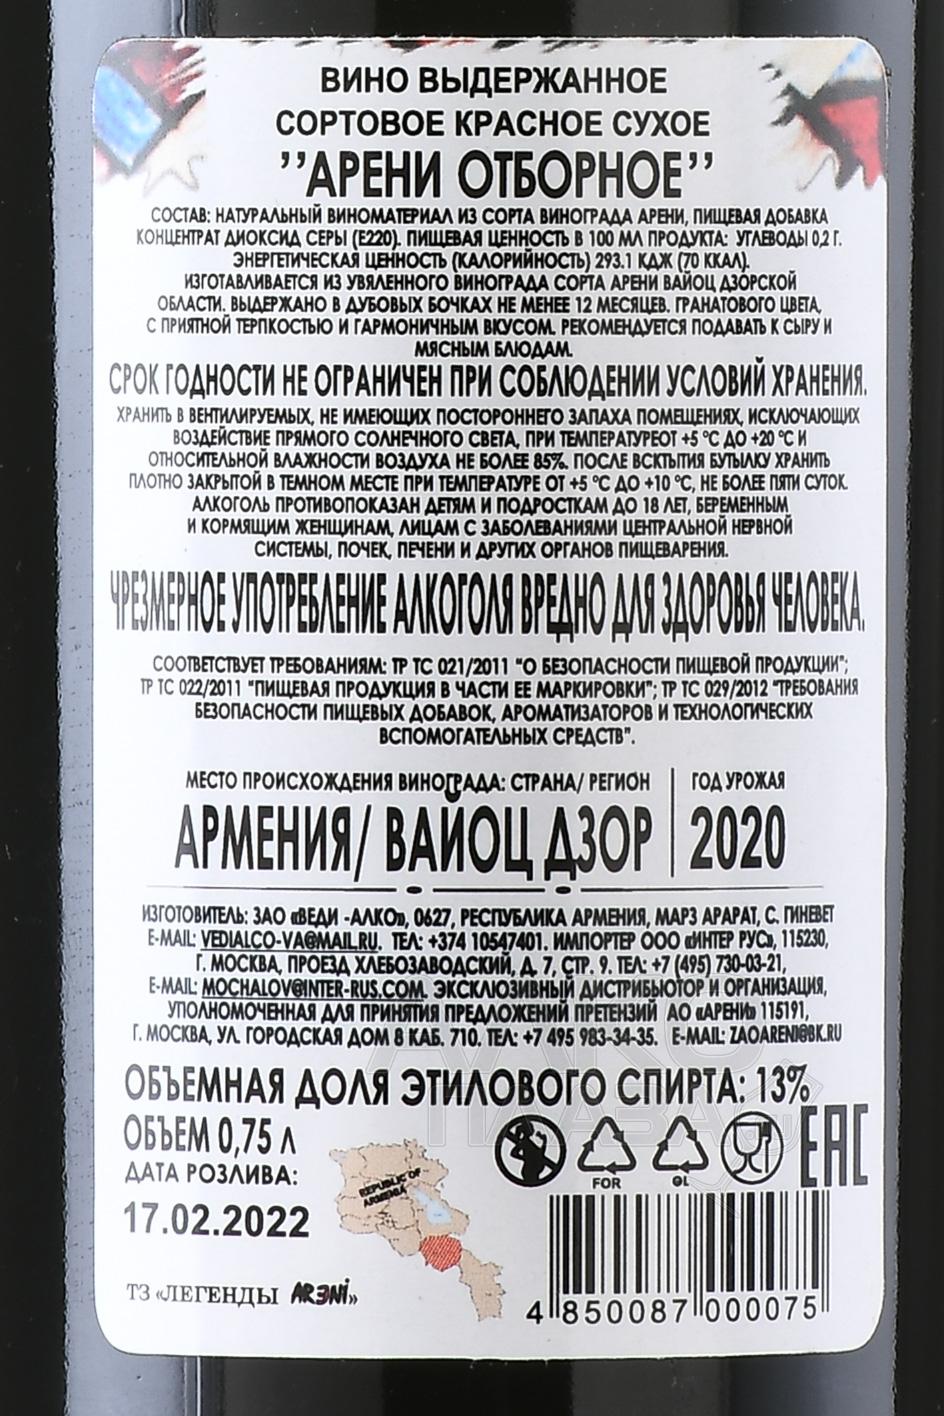 ВИНО ВЫДЕРЖАННОЕ
СОРТОВОЕ КРАСНОЕ СУХОЕ
’’АРЕНИ ОТБОРНОЕ’’
СОСТАВ: НАТУРАЛЬНЫЙ ВИНОМАТЕРИАЛ ИЗ СОРТА ВИНОГРАДА АРЕНИ, ПИЩЕВАЯ ДОБАВКА
КОНЦЕНТРАТ ДИОКСИД СЕРЫ (Е220). ПИЩЕВАЯ ЦЕННОСТЬ В 100 МЛ ПРОДУКТА: УГЛЕВОДЫ 0,2 Г.
ЭНЕРГЕТИЧЕСКАЯ ЦЕННОСТЬ (КАЛОРИЙНОСТЬ) 293.1 КДЖ (70 ККАЛ).
ИЗГОТАВЛИВАЕТСЯ ИЗ УВЯЛЕННОГО ВИНОГРАДА СОРТА АРЕНИ ВАЙОЦ ДЗОРСКОЙ
ОБЛАСТИ. ВЫДЕРЖАНО В ДУБОВЫХ БОЧКАХ НЕ МЕНЕЕ 12 МЕСЯЦЕВ. ГРАНАТОВОГО ЦВЕТА,
С ПРИЯТНОЙ ТЕРПКОСТЬЮ И ГАРМОНИЧНЫМ ВКУСОМ. РЕКОМЕНДУЕТСЯ ПОДАВАТЬ К СЫРУ И
МЯСНЫМ БЛЮДАМ.
СРОК ГОДНОСТИ НЕ ОГРАНИЧЕН ПРИ СОБЛЮДЕНИИ УСЛОВИЙ ХРАНЕНИЯ.
ХРАНИТЬ В ВЕНТИЛИРУЕМЫХ, НЕ ИМЕЮЩИХ ПОСТОРОННЕГО ЗАПАХА ПОМЕЩЕНИЯХ, ИСКЛЮЧАЮЩИХ
ВОЗДЕЙСТВИЕ ПРЯМОГО СОЛНЕЧНОГО СВЕТА, ПРИ ТЕМПЕРАТУРЕОТ +5 °С ДО +20 °С И
ОТНОСИТЕЛЬНОЙ ВЛАЖНОСТИ ВОЗДУХА НЕ БОЛЕЕ 85%. ПОСЛЕ ВСКТЫТИЯ БУТЫЛКУ ХРАНИТЬ
ПЛОТНО ЗАКРЫТОЙ В ТЕМНОМ МЕСТЕ ПРИ ТЕМПЕРАТУРЕ ОТ +5 °С ДО +10 °С, НЕ БОЛЕЕ ПЯТИ СУТОК.
АЛКОГОЛЬ ПРОТИВОПОКАЗАН ДЕТЯМ И ПОДРОСТКАМ ДО 18 ЛЕТ, БЕРЕМЕННЫМ
И КОРМЯЩИМ ЖЕНЩИНАМ, ЛИЦАМ С ЗАБОЛЕВАНИЯМИ ЦЕНТРАЛЬНОЙ НЕРВНОЙ
СИСТЕМЫ, ПОЧЕК, ПЕЧЕНИ И ДРУГИХ ОРГАНОВ ПИЩЕВАРЕНИЯ.
ЧРЕЗМЕРНОЕ УПОТРЕБЛЕНИЕ АЛКОГОЛЯ ВРЕДНО ДЛЯ ЗДОРОВЬЯ ЧЕЛОВЕКА.
СООТВЕТСТВУЕТ ТРЕБОВАНИЯМ: ТР ТС 021/2011 "О БЕЗОПАСНОСТИ ПИЩЕВОЙ ПРОДУКЦИИ";
ТР ТС 022/2011 "ПИЩЕВАЯ ПРОДУКЦИЯ В ЧАСТИ ЕЕ МАРКИРОВКИ"; ТР ТС 029/2012 "ТРЕБОВАНИЯ
БЕЗОПАСНОСТИ ПИЩЕВЫХ ДОБАВОК, АРОМАТИЗАТОРОВ И ТЕХНОЛОГИЧЕСКИХ
ВСПОМОГАТЕЛЬНЫХ СРЕДСТВ".
МЕСТО ПРОИСХОЖДЕНИЯ ВИНОГРАДА: СТРАНА/ РЕГИОН
ГОД УРОЖАЯ
АРМЕНИЯ/ ВАЙОЦ ДЗОР
2020
ИЗГОТОВИТЕЛЬ: ЗАО «ВЕДИ -АЛКО», 0627, РЕСПУБЛИКА АРМЕНИЯ, МАРЗ АРАРАТ, С. ГИНЕВЕТ
E-MAIL: VEDIALCO-VA@MAIL.RU. ТЕЛ: +374 10547401. ИМПОРТЕР ООО «ИНТЕР РУС», 115230,
Г. МОСКВА, ПРОЕЗД ХЛЕБОЗАВОДСКИЙ, Д. 7, СТР. 9. ТЕЛ: +7 (495) 730-03-21,
E-MAIL: MOCHALOV@INTER-RUS.COM. ЭКСКЛЮЗИВНЫЙ ДИСТРИБЬЮТОР И ОРГАНИЗАЦИЯ,
УПОЛНОМОЧЕННАЯ ДЛЯ ПРИНЯТИЯ ПРЕДЛОЖЕНИЙ ПРЕТЕНЗИЙ АО «АРЕНИ» 115191,
Г. МОСКВА, УЛ. ГОРОДСКАЯ ДОМ 8 КАБ. 710. ТЕЛ: +7 495 983-34-35. E-MAIL: ZAOARENI@BK.RU
ОБЪЕМНАЯ ДОЛЯ ЭТИЛОВОГО СПИРТА: 13%
ОБЪЕМ 0,75 Л
ДАТА РОЗЛИВА:
17.02.2022
REPUBLIC OF
ARMENIA
FOR
GL
EAC
ТЗ «ЛЕГЕНДЫ ARЭNi»
4 850087 000075